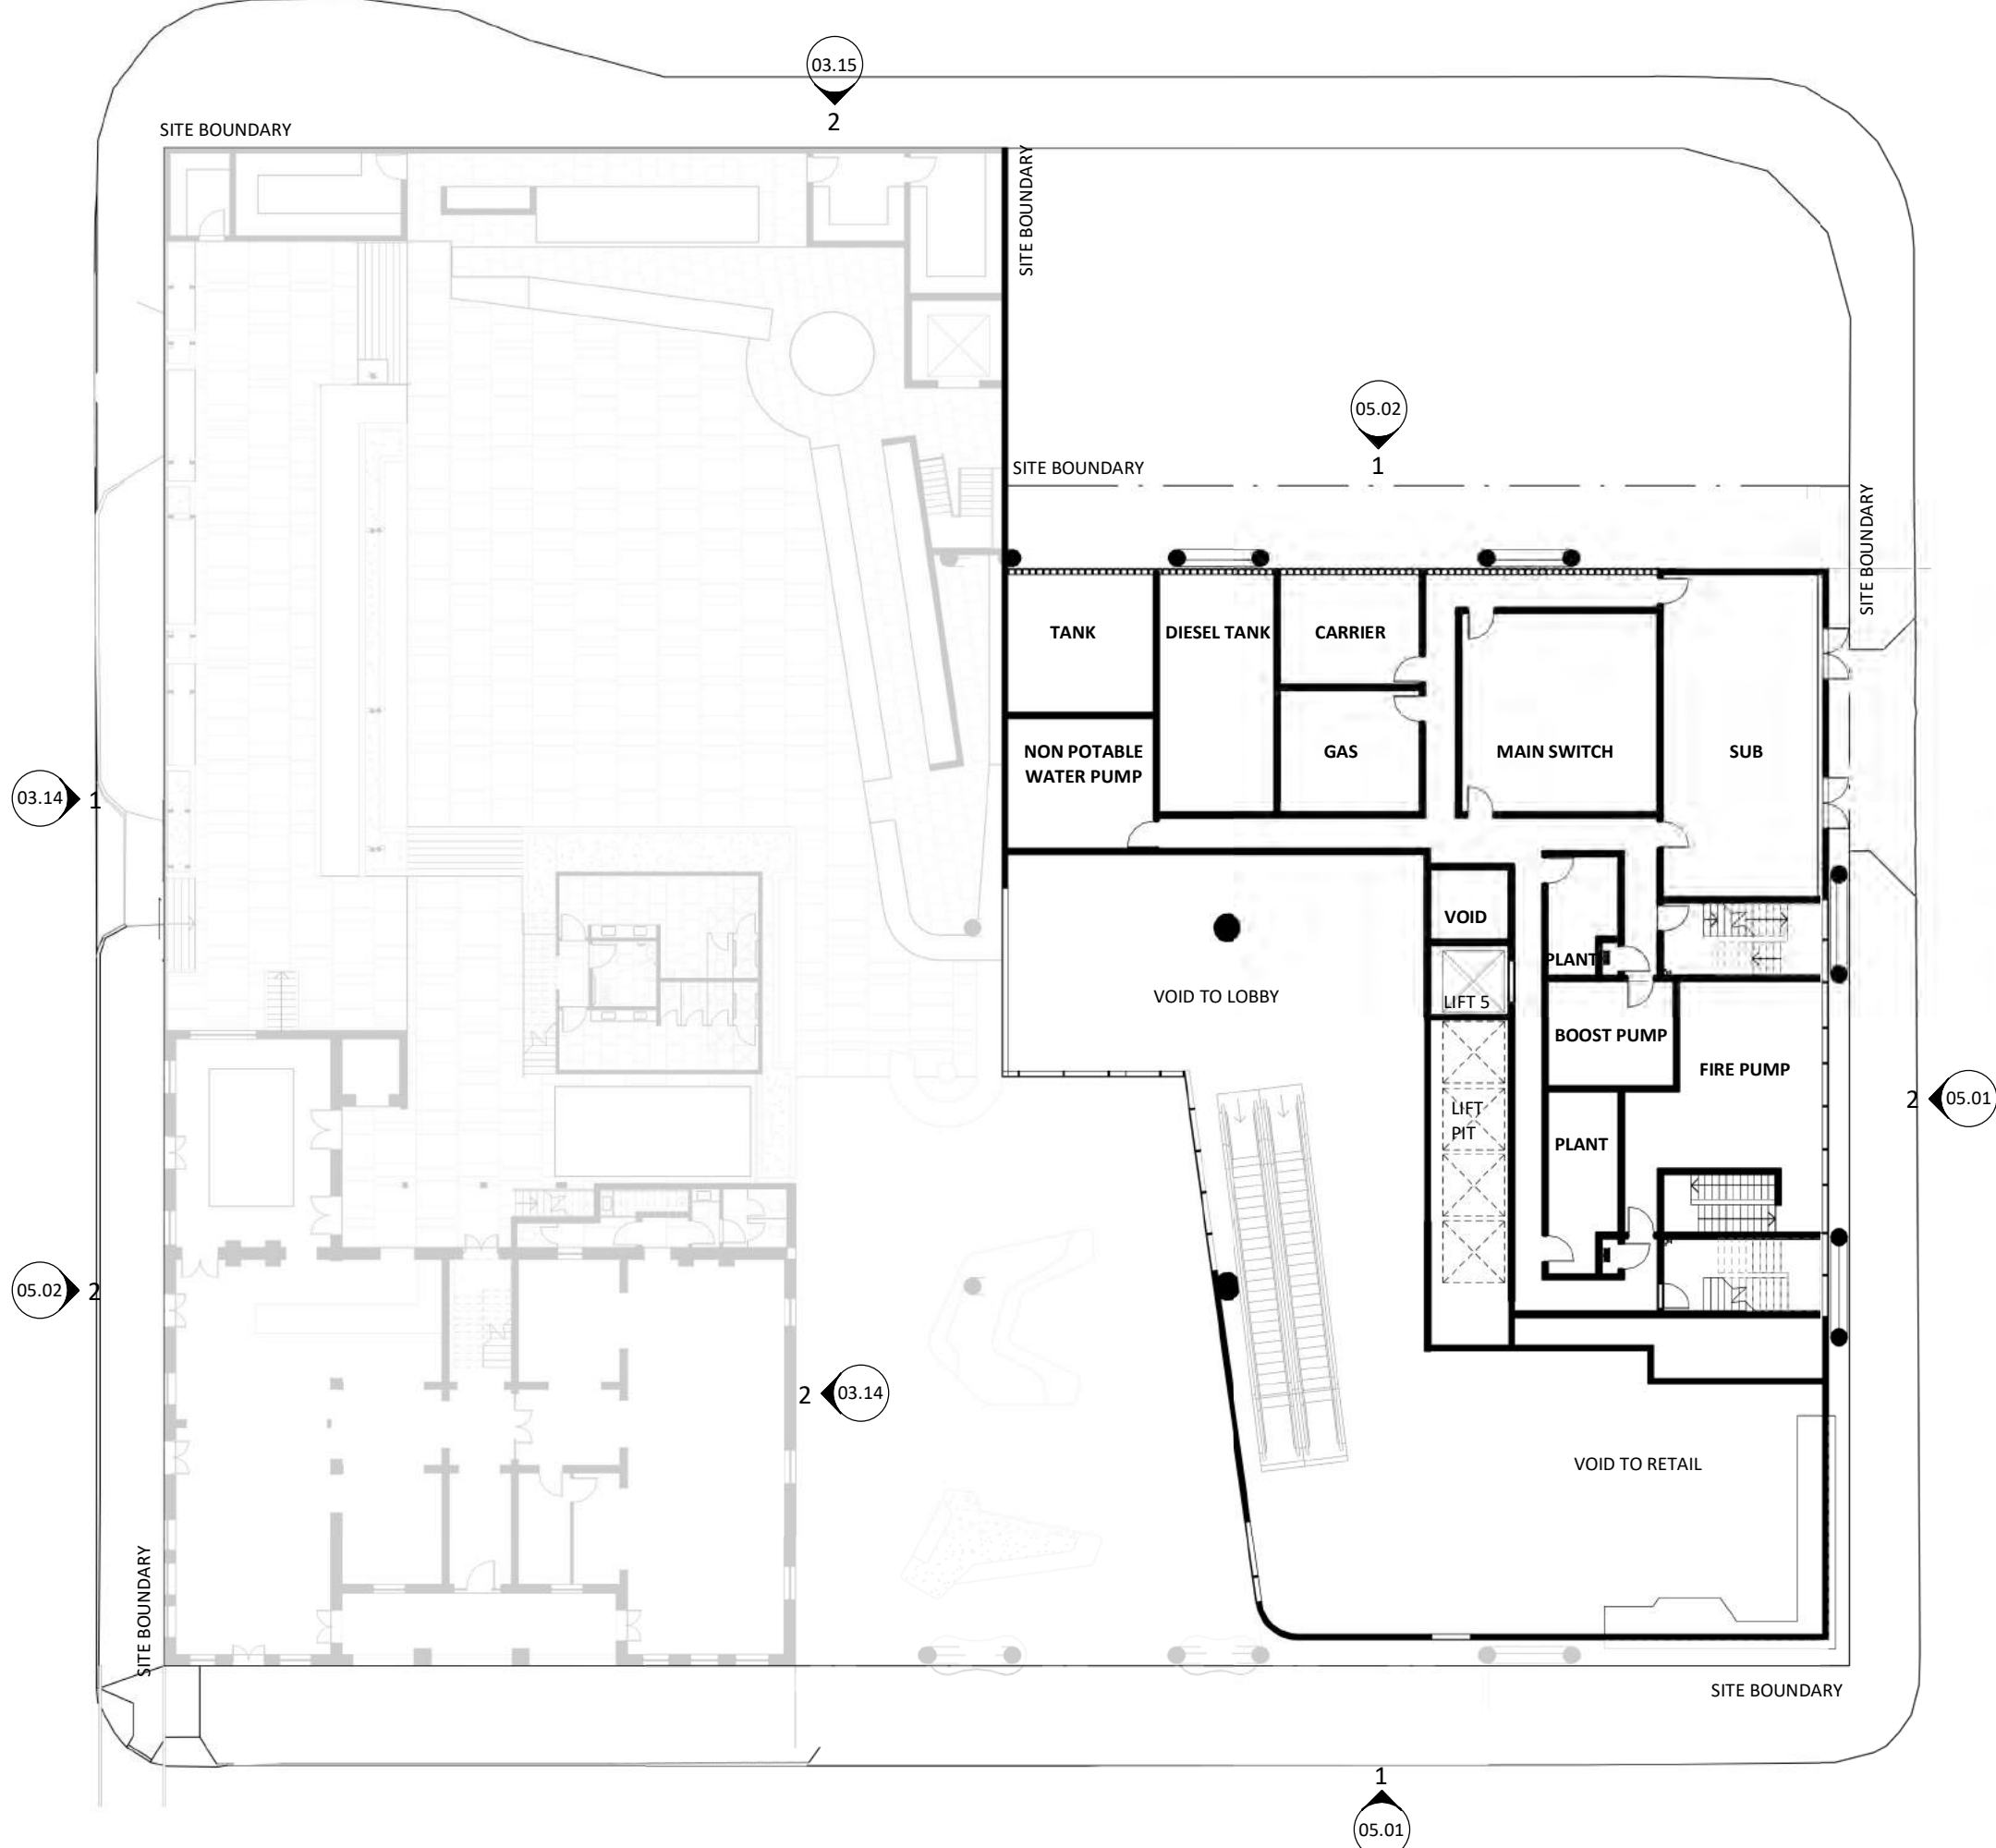 03.15
2
SITE BOUNDARY
SITE BOUNDARY
05.02
1
SITE BOUNDARY
SITE BOUNDARY
TANK
DIESEL TANK
CARRIER
NON POTABLE
WATER PUMP
GAS
MAIN SWITCH
SUB
03.14
1
VOID
PLANT
VOID TO LOBBY
LIFT 5
BOOST PUMP
FIRE PUMP
2
05.01
LIFT
PIT
PLANT
05.02
2
2
03.14
VOID TO RETAIL
SITE BOUNDARY
SITE BOUNDARY
1
05.01